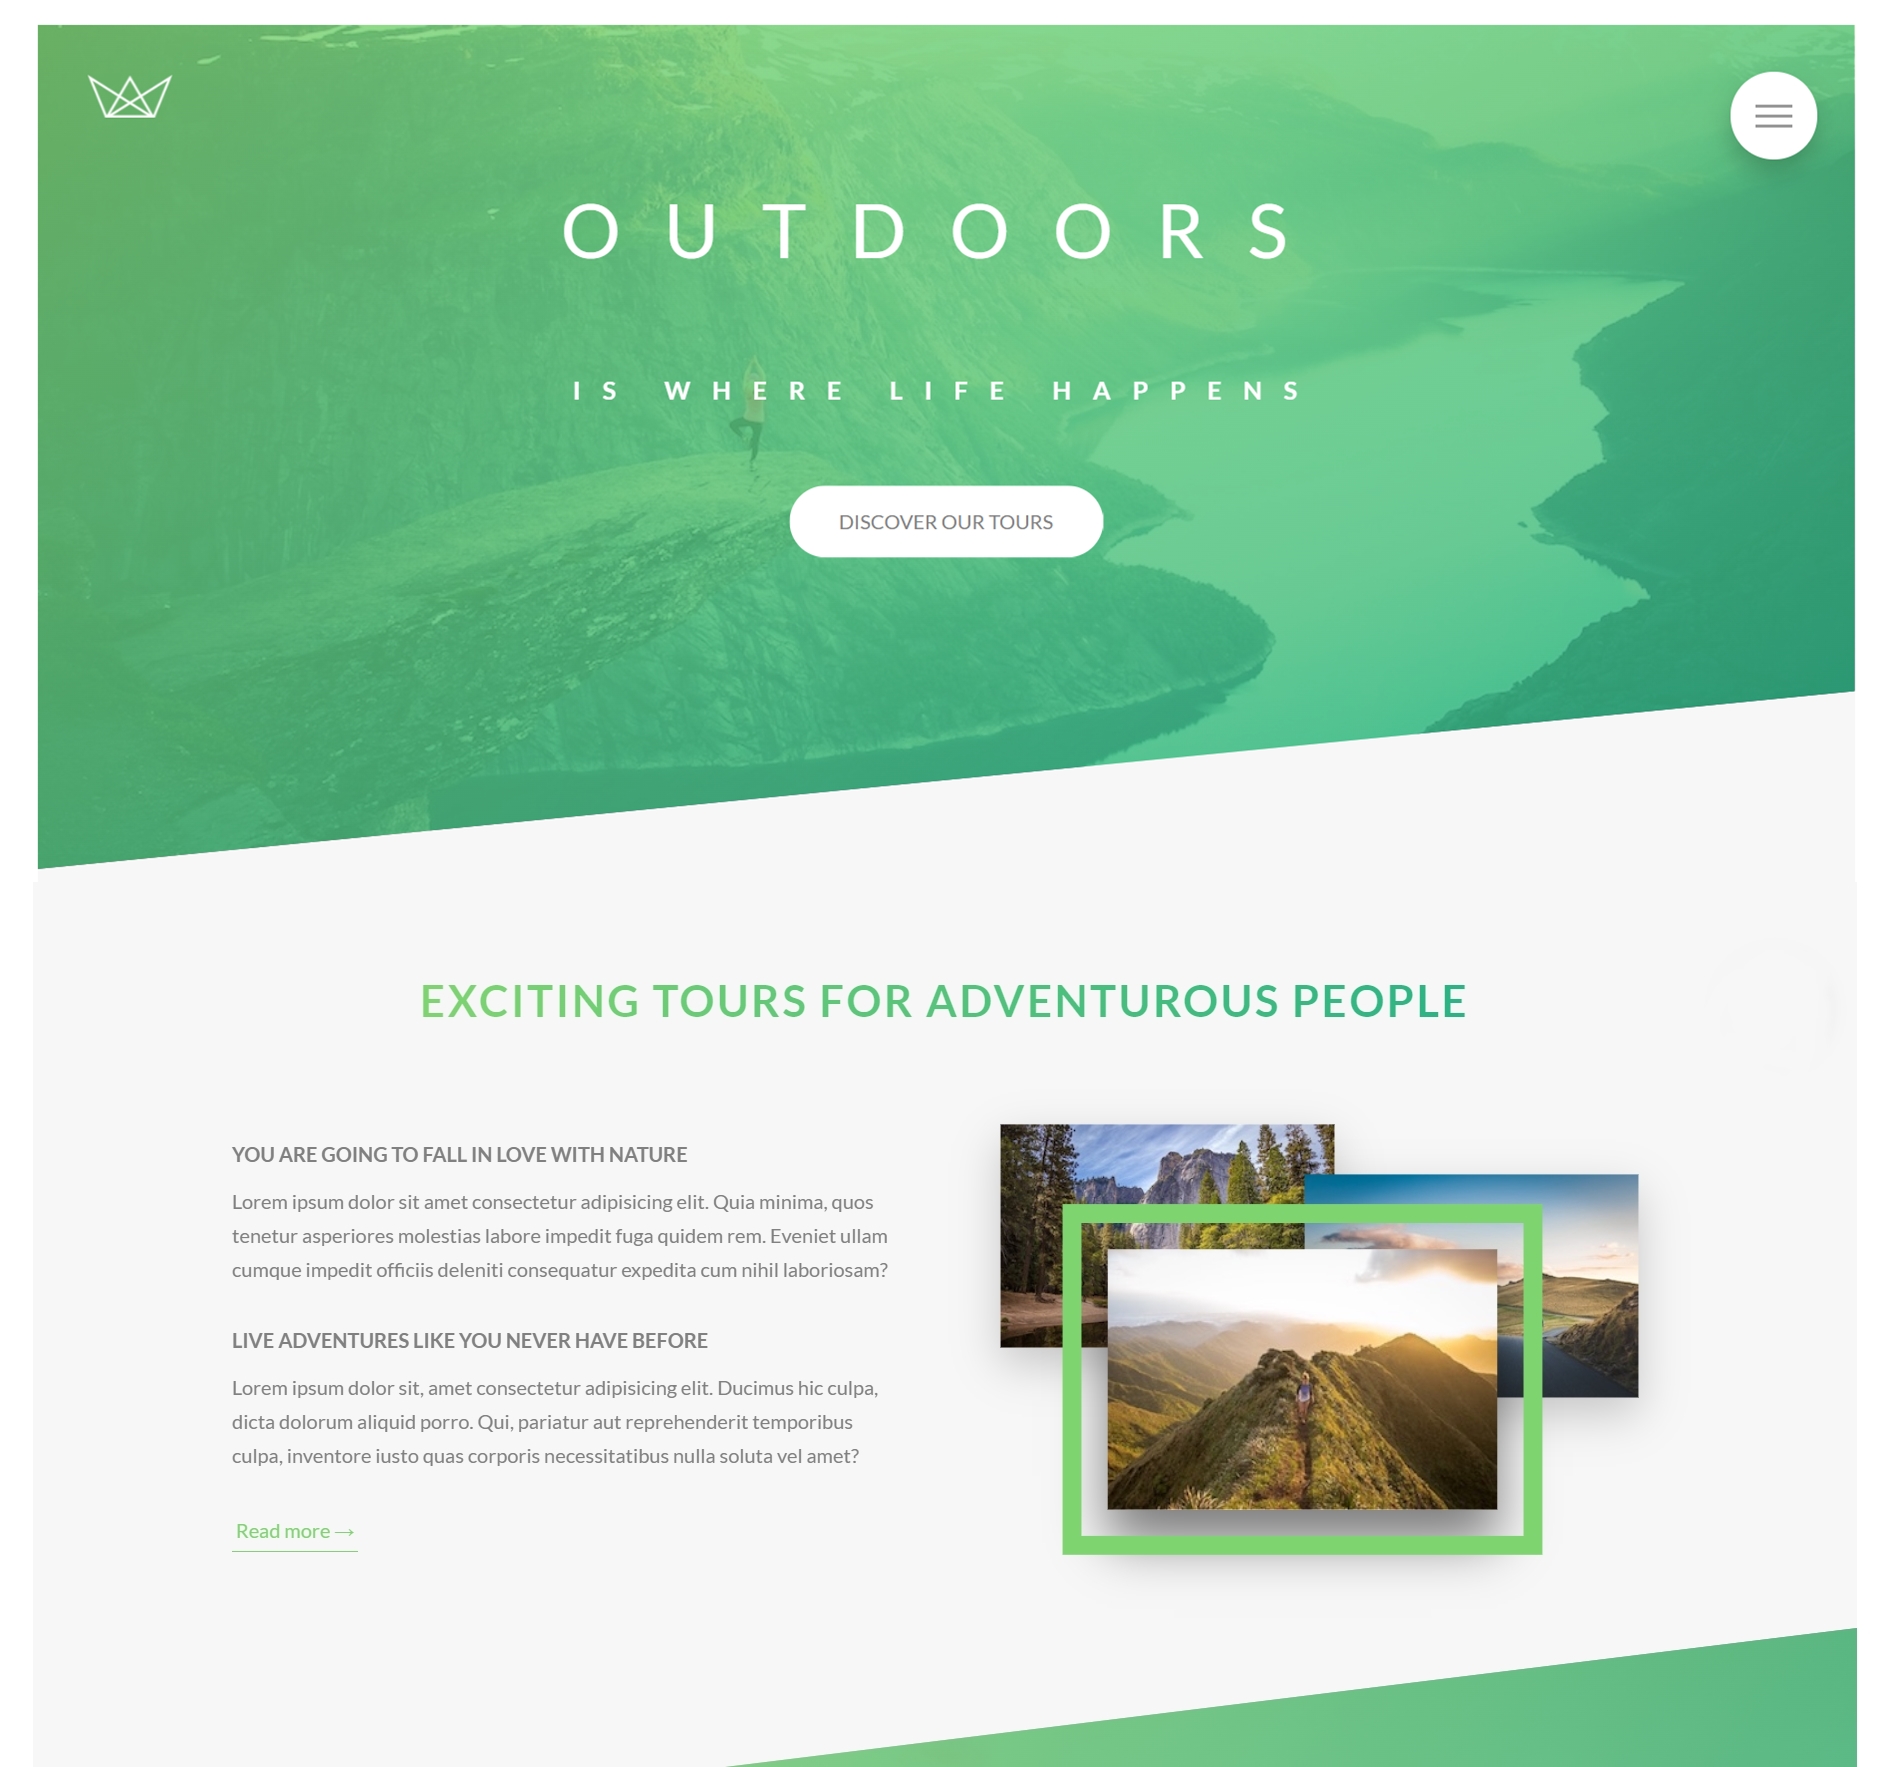 OUTDOORS
IS WHERE LIFE HAPPENS
DISCOVER OUR TOURS
EXCITING TOURS FOR ADVENTUROUS PEOPLE
YOU ARE GOING TO FALL IN LOVE WITH NATURE
Lorem ipsum dolor sit amet consectetur adipisicing elit. Quia minima, quos
tenetur asperiores molestias labore impedit fuga quidem rem. Eveniet ullam
cumque impedit officiis deleniti consequatur expedita cum nihil laboriosam?
LIVE ADVENTURES LIKE YOU NEVER HAVE BEFORE
Lorem ipsum dolor sit, amet consectetur adipisicing elit. Ducimus hic culpa,
dicta dolorum aliquid porro. Qui, pariatur aut reprehenderit temporibus
culpa, inventore iusto quas corporis necessitatibus nulla soluta vel amet?
Read more →